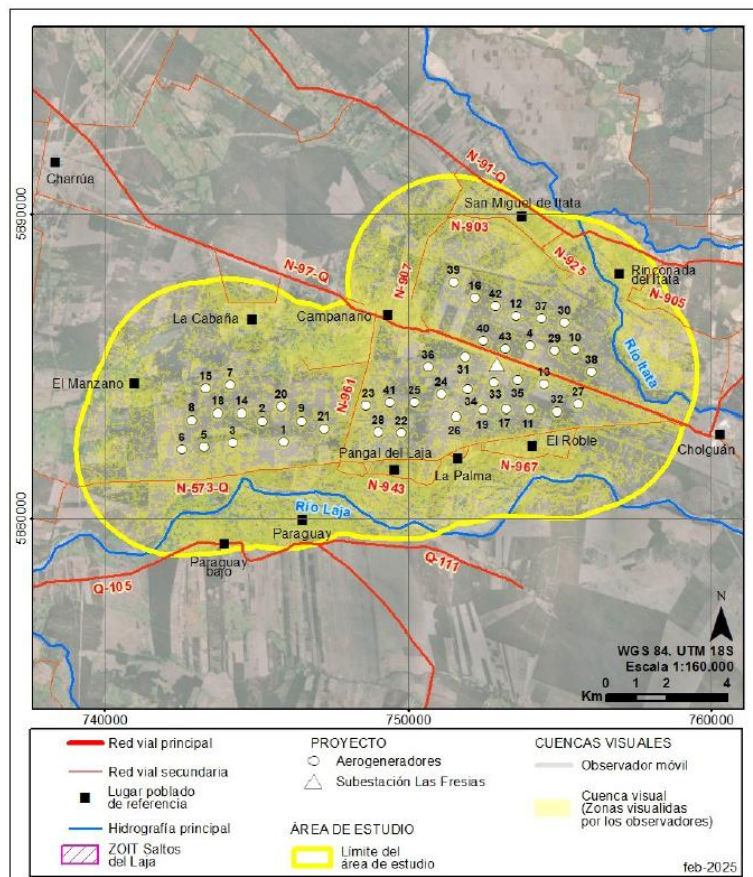 5890000
5880000
Charrúa
N-91-Q
San Miguel de Itata
N-903
N-925
Rinconada
del Itata
N-905
N-97-Q
N-907
39
16
42
12
37
30
La Cabaña
Campanario
40
43
4
29
10
Río Itata
36
38
El Manzano
15
7
N-961
31
13
24
33
35
27
8
18
14
20
23
41
25
34
2
9
21
26
19
17
11
32
6
5
3
1
28
22
Cholguán
Pangal del Laja
El Roble
La Palma
N-967
N-573-Q
N-943
Río Laja
Paraguay
Paraguay
bajo
Q-105
Q-111
N
WGS 84. UTM 18S
Escala 1:160.000
0 1 2 4
Km
740000
750000
760000
Red vial principal
Red vial secundaria
Lugar poblado
de referencia
Hidrografía principal
ZOIT Saltos
del Laja
PROYECTO
Aerogeneradores
Subestación Las Fresias
ÁREA DE ESTUDIO
Límite del
área de estudio
CUENCAS VISUALES
Observador móvil
Cuenca visual
(Zonas visualidas
por los observadores)
feb-2025